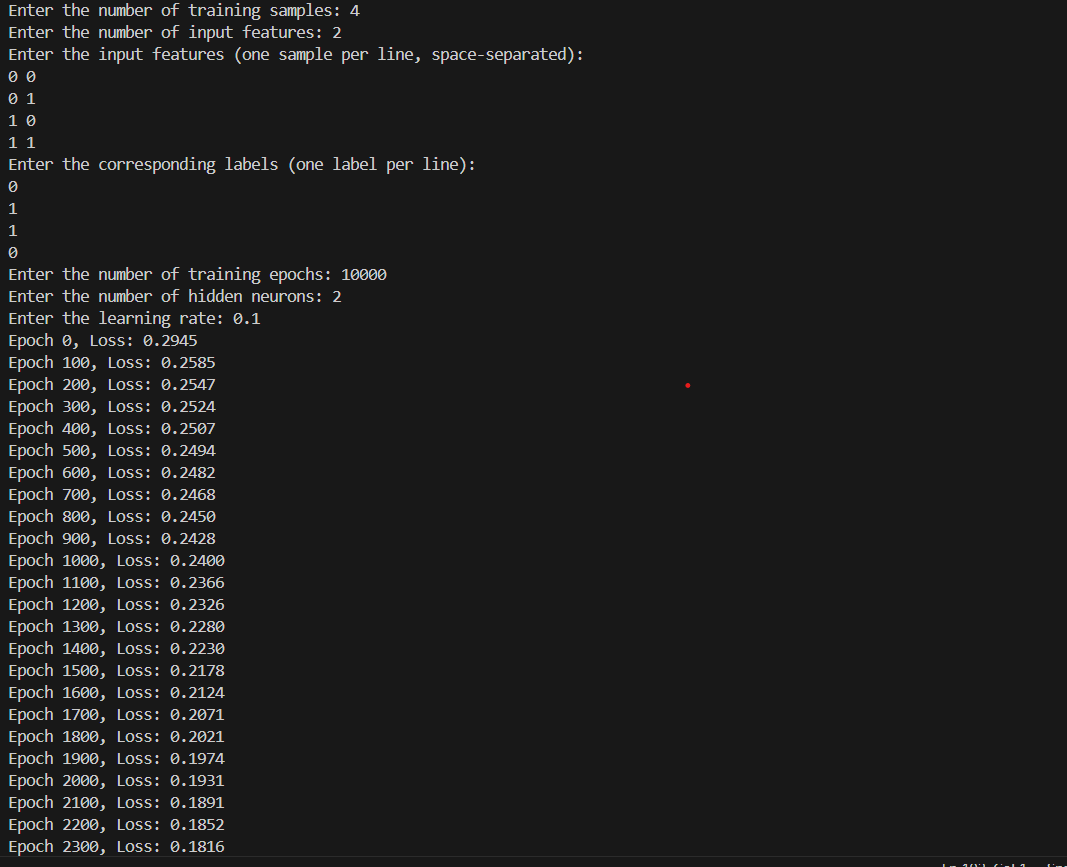 Enter the number of training samples: 4
Enter the number of input features: 2
Enter the input features (one sample per line, space-separated):
0 0
0 1
1 0
1 1
Enter the corresponding labels (one label per line):
0
1
1
0
Enter the number of training epochs: 10000
Enter the number of hidden neurons: 2
Enter the learning rate: 0.1
Epoch 0, Loss: 0.2945
Epoch 100, Loss: 0.2585
Epoch 200, Loss: 0.2547
Epoch 300, Loss: 0.2524
Epoch 400, Loss: 0.2507
Epoch 500, Loss: 0.2494
Epoch 600, Loss: 0.2482
Epoch 700, Loss: 0.2468
Epoch 800, Loss: 0.2450
Epoch 900, Loss: 0.2428
Epoch 1000, Loss: 0.2400
Epoch 1100, Loss: 0.2366
Epoch 1200, Loss: 0.2326
Epoch 1300, Loss: 0.2280
Epoch 1400, Loss: 0.2230
Epoch 1500, Loss: 0.2178
Epoch 1600, Loss: 0.2124
Epoch 1700, Loss: 0.2071
Epoch 1800, Loss: 0.2021
Epoch 1900, Loss: 0.1974
Epoch 2000, Loss: 0.1931
Epoch 2100, Loss: 0.1891
Epoch 2200, Loss: 0.1852
Epoch 2300, Loss: 0.1816